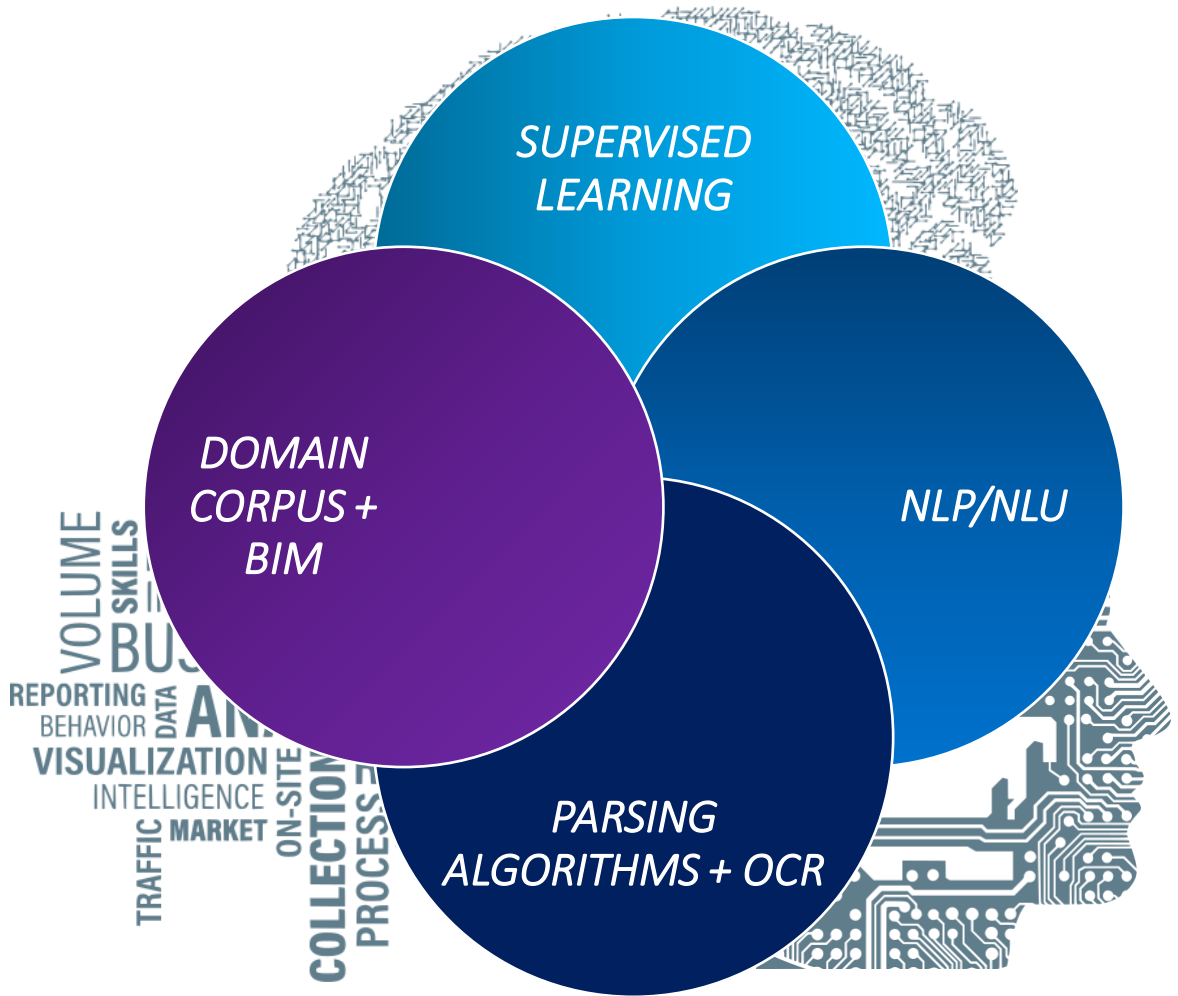 SUPERVISED
LEARNING
DOMAIN
CORPUS +
BIM
NLP/NLU
PARSING
ALGORITHMS + OCR
VOLUME
SKILLS
REPORTING
BEHAVIOR
DATA
VISUALIZATION
INTELLIGENCE
TRAFFIC
MARKET
ON-SITE
COLLECTION